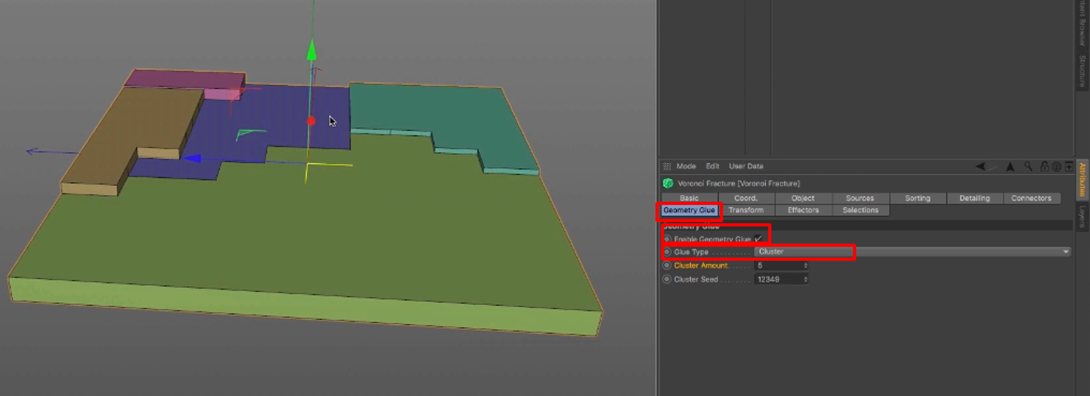 Mode Edit User Data
Voronoi Fracture [Voronoi Fracture]
Basic Coord. Object Sources Sorting Detailing Connectors
Geometry Glue Transform Effectors Selections
Geometry Glue
Enable Geometry Glue
Glue Type Cluster
Cluster Amount 5
Cluster Seed 12349
Browser
Structure
Attributes
Layers